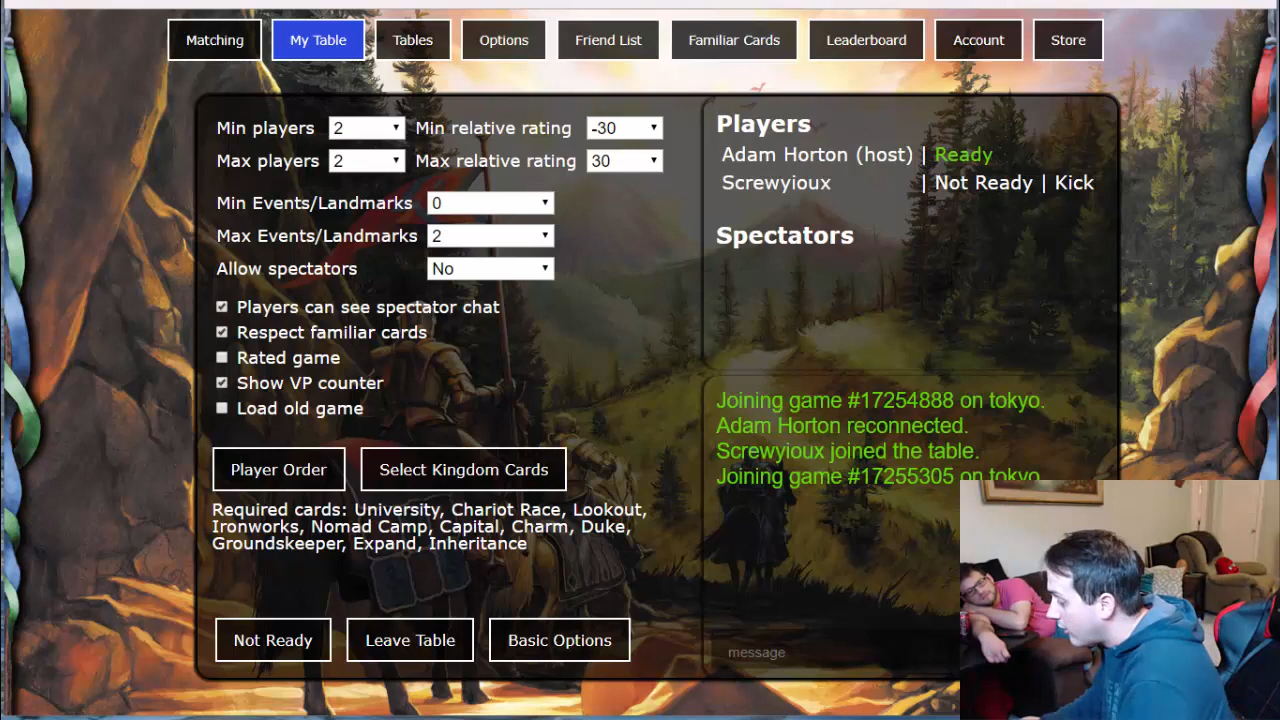 Matching My Table Tables Options Friend List Familiar Cards Leaderboard Account Store
Min players 2 Min relative rating -30
Max players 2 Max relative rating 30
Min Events/Landmarks 0
Max Events/Landmarks 2
Allow spectators No
Players can see spectator chat
Respect familiar cards
Rated game
Show VP counter
Load old game
Player Order Select Kingdom Cards
Required cards: University, Chariot Race, Lookout,
Ironworks, Nomad Camp, Capital, Charm, Duke,
Groundskeeper, Expand, Inheritance
Not Ready Leave Table Basic Options
Players
Adam Horton (host) | Ready
Screwyioux | Not Ready | Kick
Spectators
Joining game #17254888 on tokyo.
Adam Horton reconnected.
Screwyioux joined the table.
Joining game #17255305 on tokyo
message